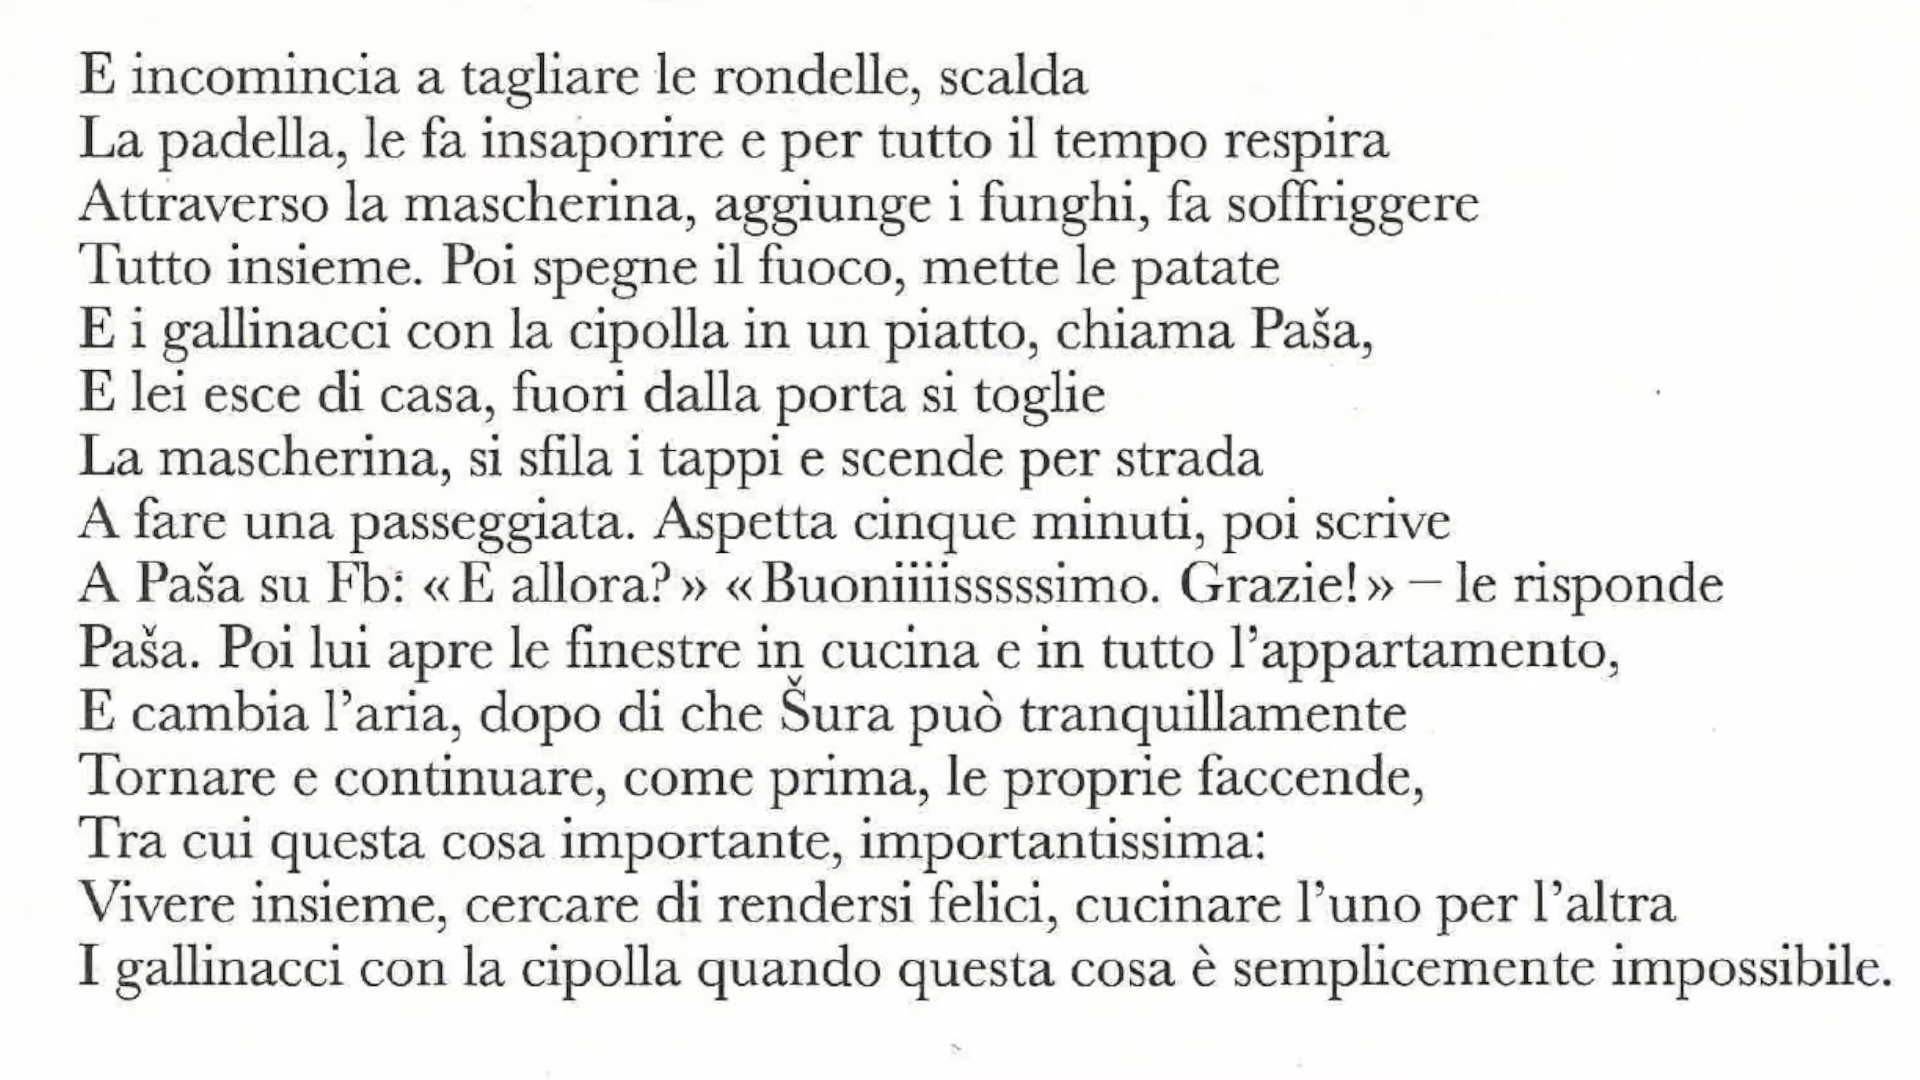 E incomincia a tagliare le rondelle, scalda
La padella, le fa insaporire e per tutto il tempo respira
Attraverso la mascherina, aggiunge i funghi, fa soffriggere
Tutto insieme. Poi spegne il fuoco, mette le patate
E i gallinacci con la cipolla in un piatto, chiama Paša,
E lei esce di casa, fuori dalla porta si toglie
La mascherina, si sfila i tappi e scende per strada
A fare una passeggiata. Aspetta cinque minuti, poi scrive
A Paša su Fb: «E allora?» «Buoniiiisssssimo. Grazie!» – le risponde
Paša. Poi lui apre le finestre in cucina e in tutto l'appartamento,
E cambia l'aria, dopo di che Šura può tranquillamente
Tornare e continuare, come prima, le proprie faccende,
Tra cui questa cosa importante, importantissima:
Vivere insieme, cercare di rendersi felici, cucinare l'uno per l'altra
I gallinacci con la cipolla quando questa cosa è semplicemente impossibile.